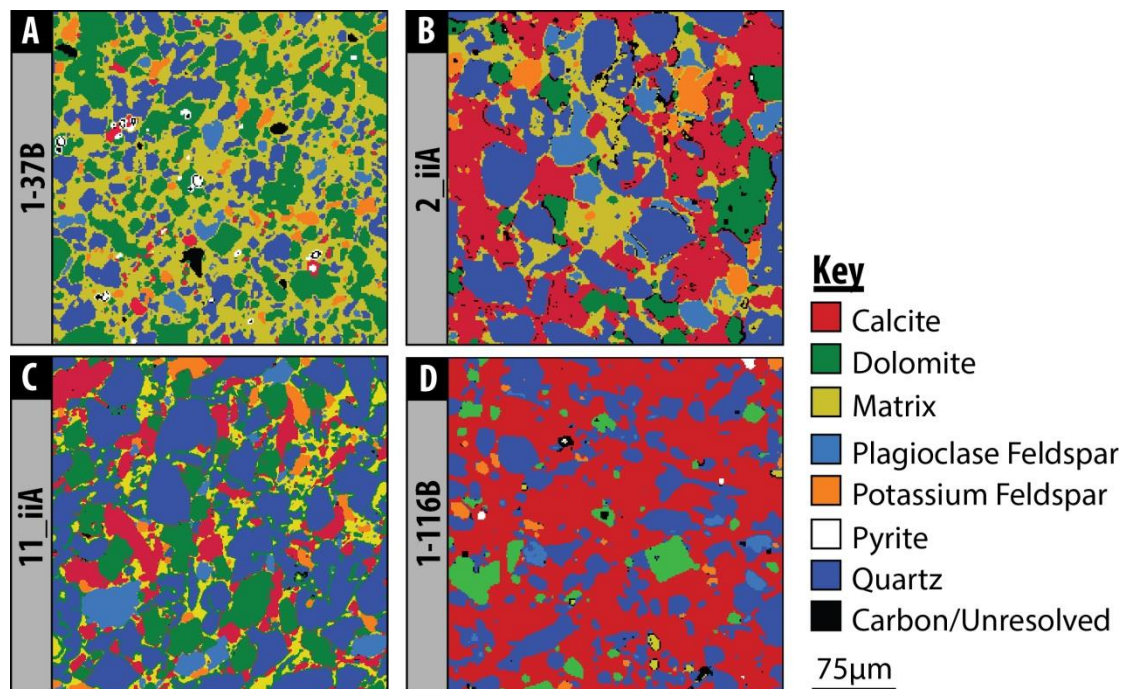 A
1-37B
B
2_iiA
C
11_iiA
D
1-116B
Key
Calcite
Dolomite
Matrix
Plagioclase Feldspar
Potassium Feldspar
Pyrite
Quartz
Carbon/Unresolved
75µm